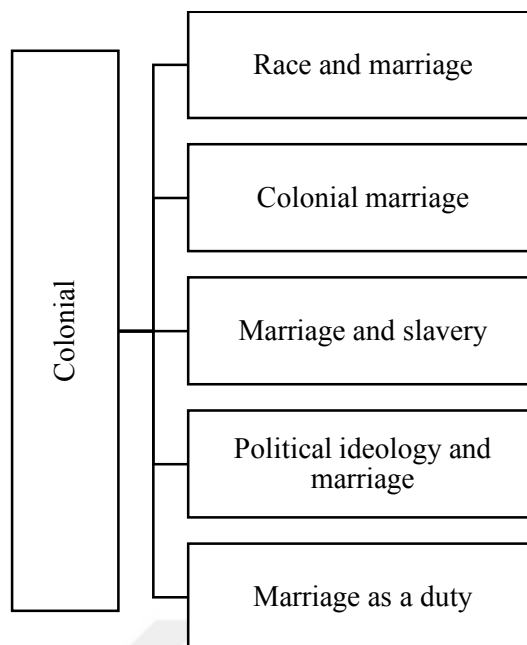 Colonial
Race and marriage
Colonial marriage
Marriage and slavery
Political ideology and
marriage
Marriage as a duty